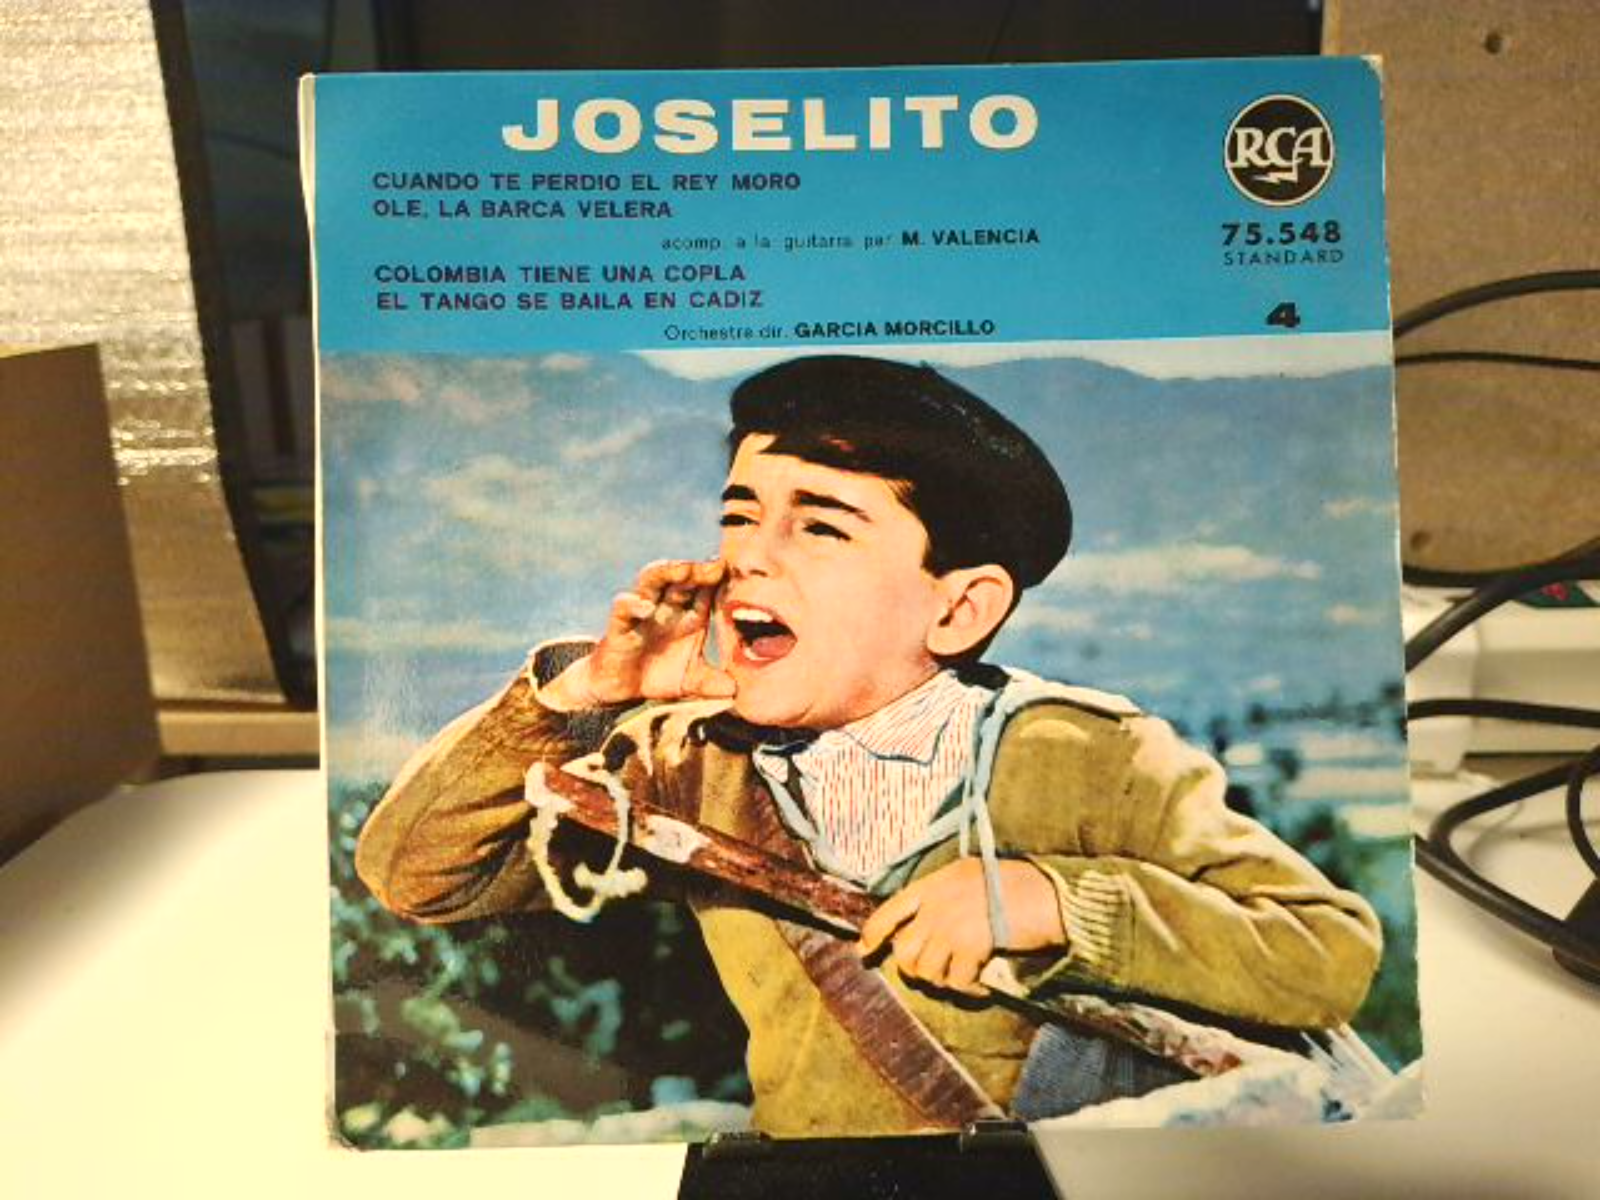 JOSELITO
CUANDO TE PERDIO EL REY MORO
OLE, LA BARCA VELERA
acomp. a la guitarra par M. VALENCIA
COLOMBIA TIENE UNA COPLA
EL TANGO SE BAILA EN CADIZ
Orchestre dir. GARCIA MORCILLO
RCA
75.548
STANDARD
4